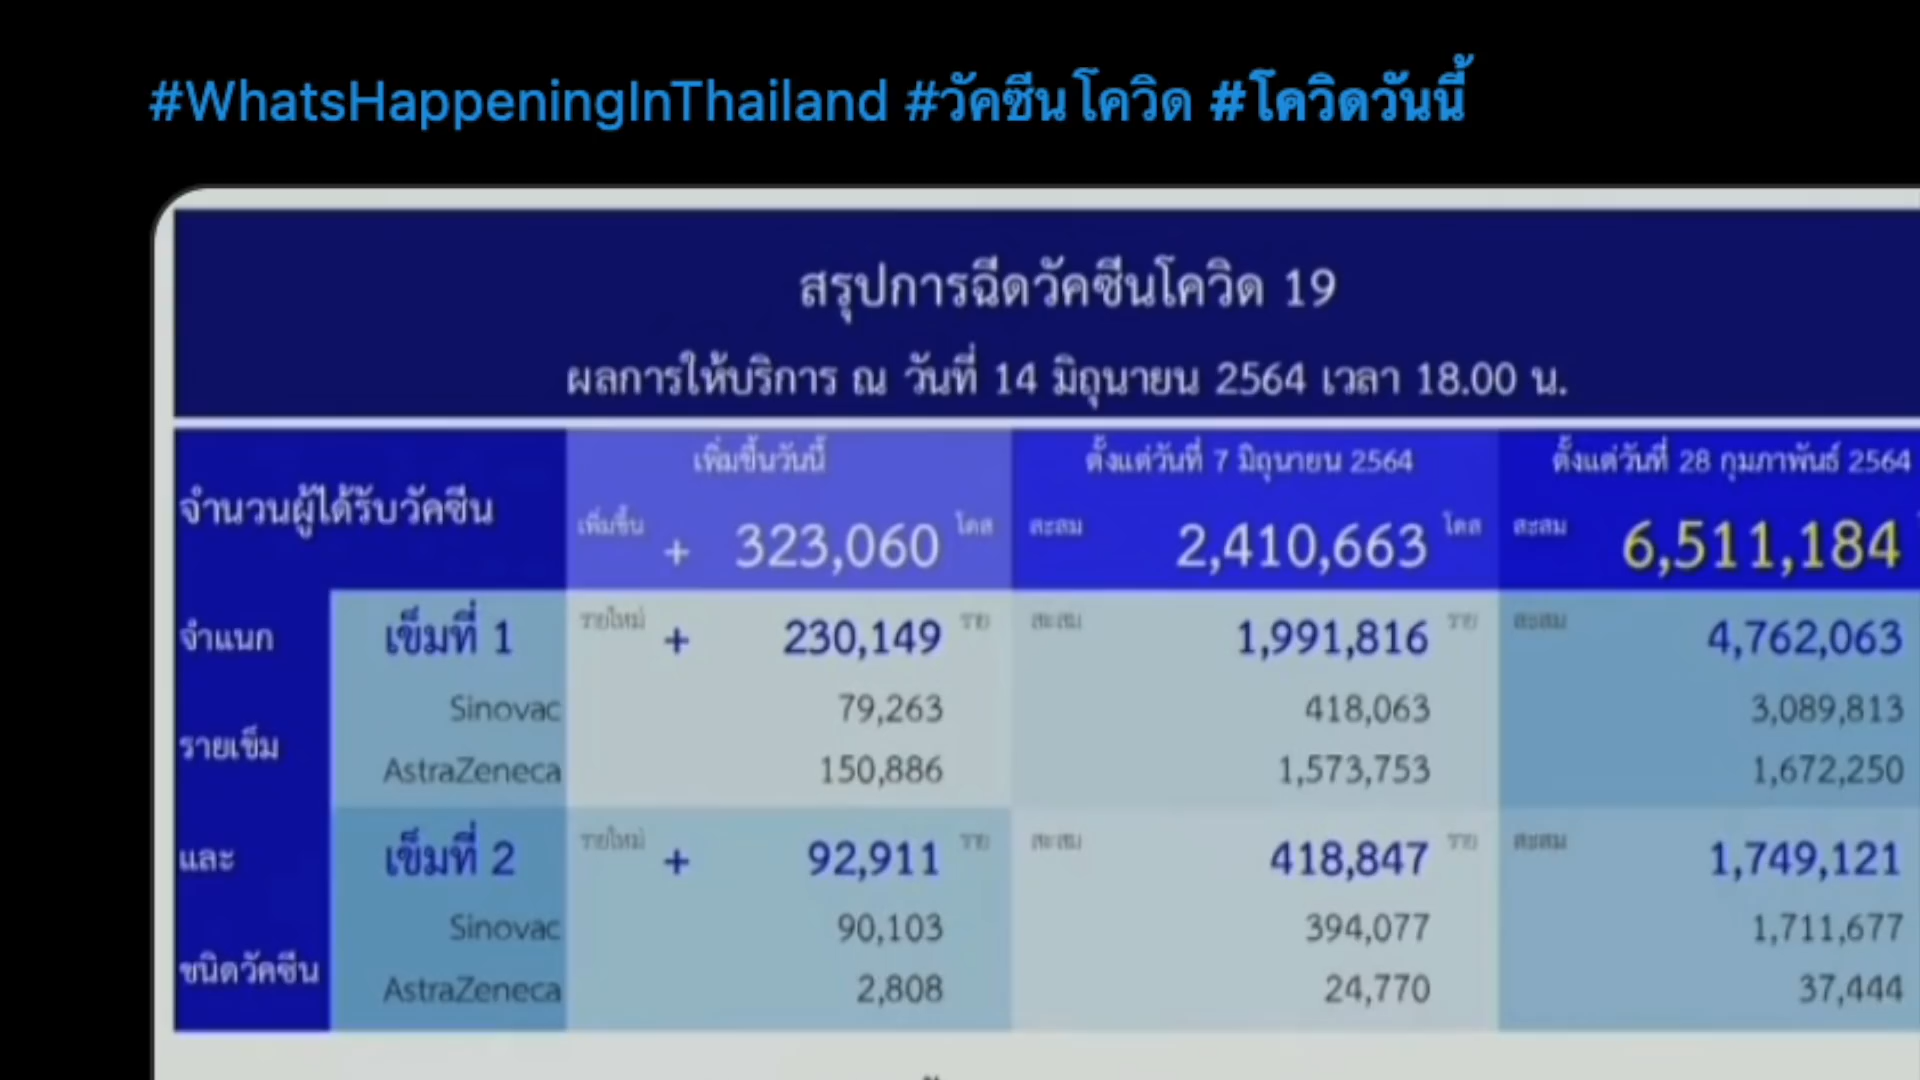 #WhatsHappeningInThailand #วัคซีนโควิด #โควิดวันนี้
สรุปการฉีดวัคซีนโควิด 19
ผลการให้บริการ ณ วันที่ 14 มิถุนายน 2564 เวลา 18.00 น.
จำนวนผู้ได้รับวัคซีน
เพิ่มขึ้นวันนี้
เพิ่มขึ้น + 323,060 โดส
ตั้งแต่วันที่ 7 มิถุนายน 2564
สะสม 2,410,663 โดส
ตั้งแต่วันที่ 28 กุมภาพันธ์ 2564
สะสม 6,511,184
จำแนก
รายเข็ม
และ
ชนิดวัคซีน
เข็มที่ 1 รายใหม่ + 230,149 ราย สะสม 1,991,816 ราย สะสม 4,762,063
Sinovac 79,263 418,063 3,089,813
AstraZeneca 150,886 1,573,753 1,672,250
เข็มที่ 2 รายใหม่ + 92,911 ราย สะสม 418,847 ราย สะสม 1,749,121
Sinovac 90,103 394,077 1,711,677
AstraZeneca 2,808 24,770 37,444